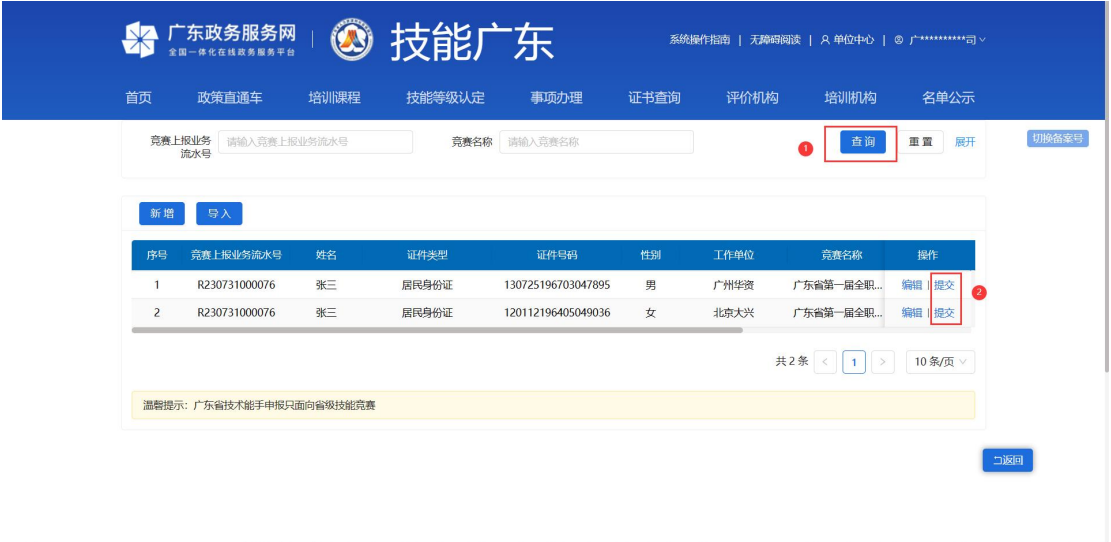 广东政务服务网
全国一体化在线政务服务平台
技能广东
系统操作指南 | 无障碍阅读 | 单位中心 | 广**********司
首页 政策直通车 培训课程 技能等级认定 事项办理 证书查询 评价机构 培训机构 名单公示
竞赛上报业务流水号 请输入竞赛上报业务流水号 竞赛名称 请输入竞赛名称 1 查询 重置 展开 切换备案号
新增 导入
序号 竞赛上报业务流水号 姓名 证件类型 证件号码 性别 工作单位 竞赛名称 操作
1 R230731000076 张三 居民身份证 130725196703047895 男 广州华资 广东省第一届全职... 编辑 | 提交
2
2 R230731000076 张三 居民身份证 120112196405049036 女 北京大兴 广东省第一届全职... 编辑 | 提交
共 2 条 < 1 > 10 条/页
温馨提示：广东省技术能手申报只面向省级技能竞赛
返回